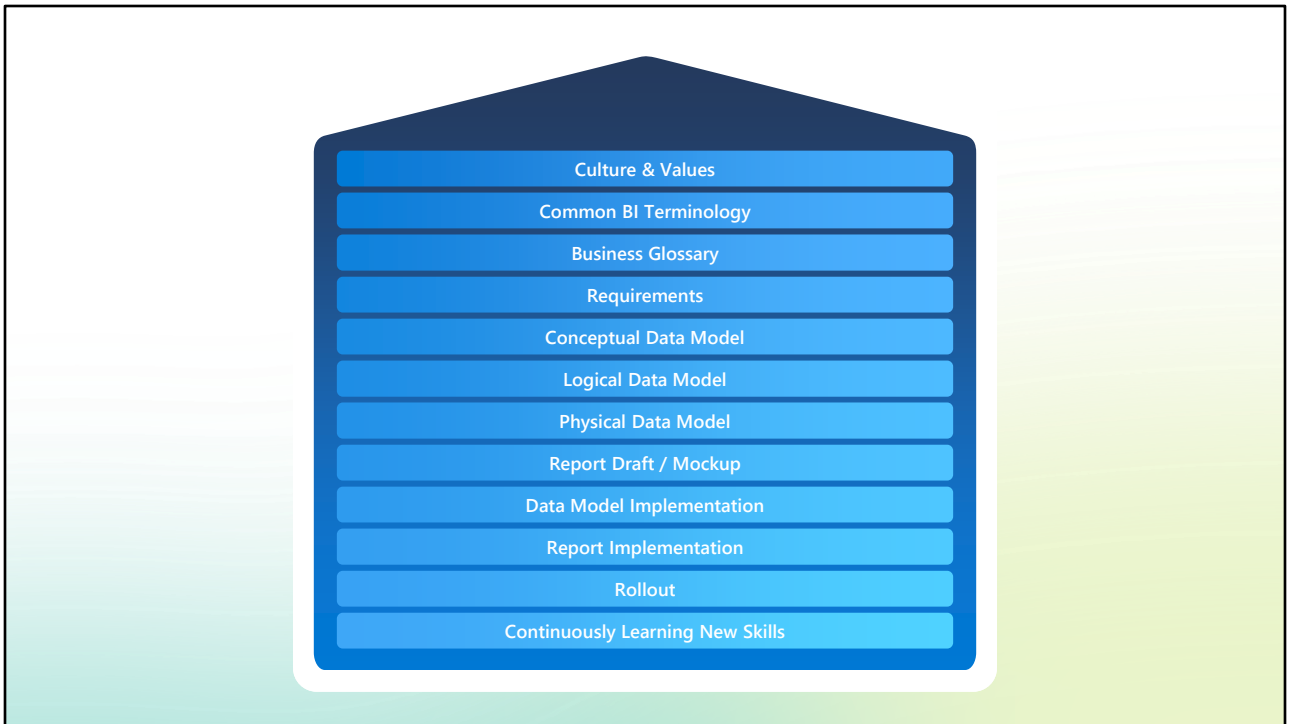 Culture & Values
Common BI Terminology
Business Glossary
Requirements
Conceptual Data Model
Logical Data Model
Physical Data Model
Report Draft / Mockup
Data Model Implementation
Report Implementation
Rollout
Continuously Learning New Skills